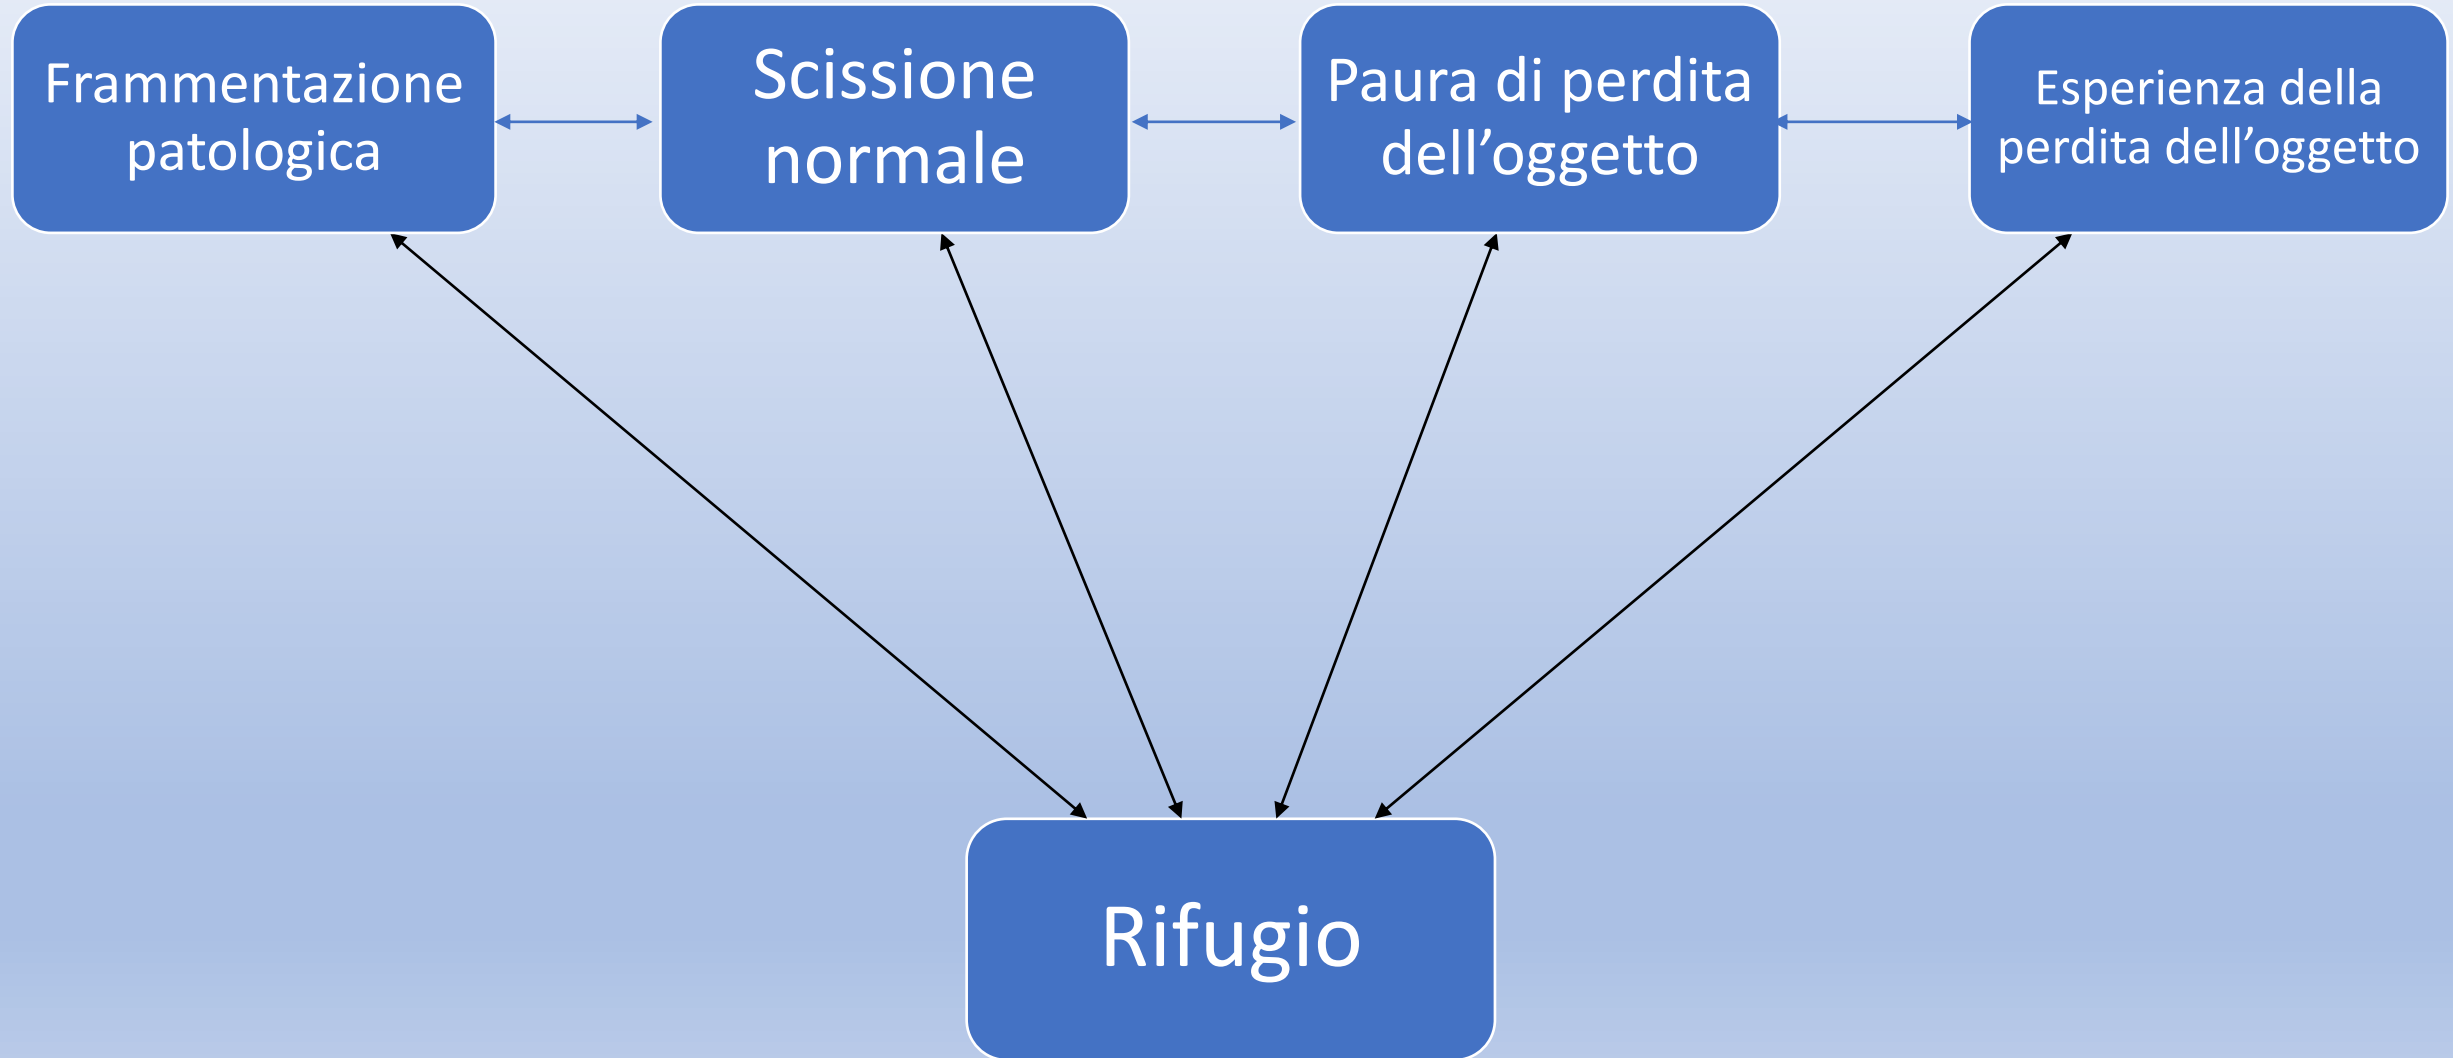 Frammentazione
patologica
Scissione
normale
Paura di perdita
dell’oggetto
Esperienza della
perdita dell’oggetto
Rifugio